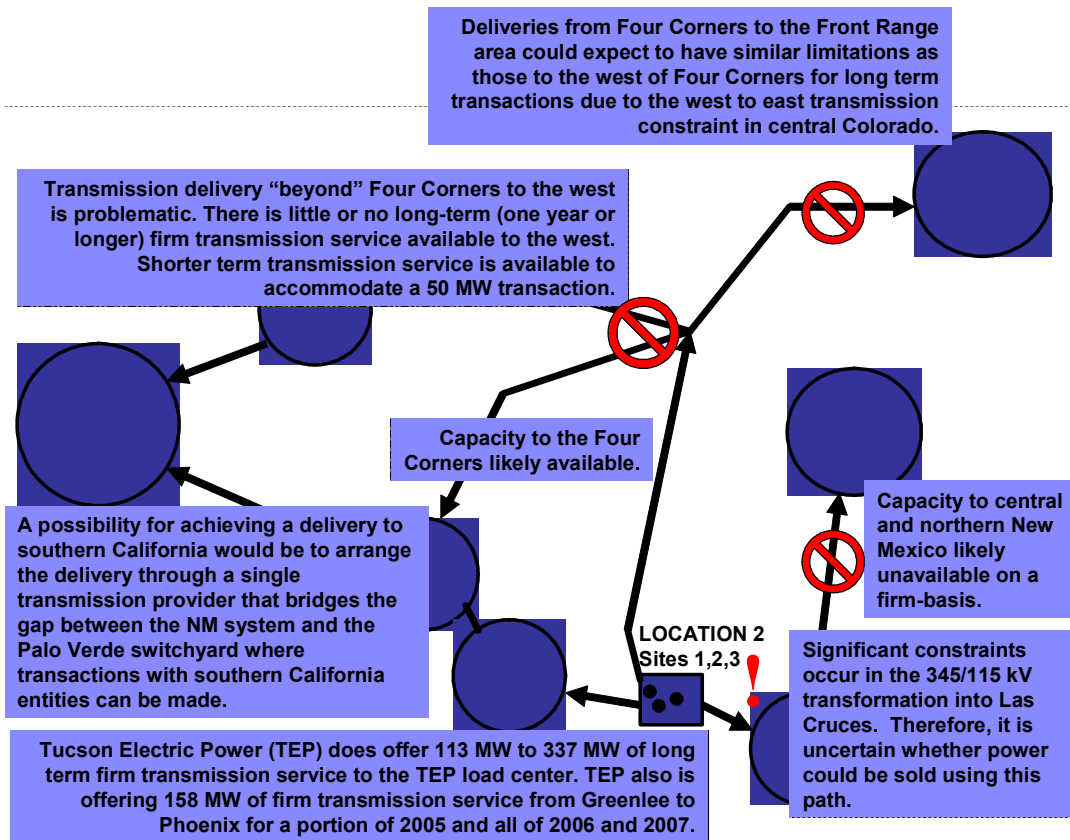 Deliveries from Four Corners to the Front Range
area could expect to have similar limitations as
those to the west of Four Corners for long term
transactions due to the west to east transmission
constraint in central Colorado.
Transmission delivery “beyond” Four Corners to the west
is problematic. There is little or no long-term (one year or
longer) firm transmission service available to the west.
Shorter term transmission service is available to
accommodate a 50 MW transaction.
Capacity to the Four
Corners likely available.
Capacity to central
and northern New
Mexico likely
unavailable on a
firm-basis.
A possibility for achieving a delivery to
southern California would be to arrange
the delivery through a single
transmission provider that bridges the
gap between the NM system and the
Palo Verde switchyard where
transactions with southern California
entities can be made.
LOCATION 2
Sites 1,2,3
!
Significant constraints
occur in the 345/115 kV
transformation into Las
Cruces. Therefore, it is
uncertain whether power
could be sold using this
path.
Tucson Electric Power (TEP) does offer 113 MW to 337 MW of long
term firm transmission service to the TEP load center. TEP also is
offering 158 MW of firm transmission service from Greenlee to
Phoenix for a portion of 2005 and all of 2006 and 2007.